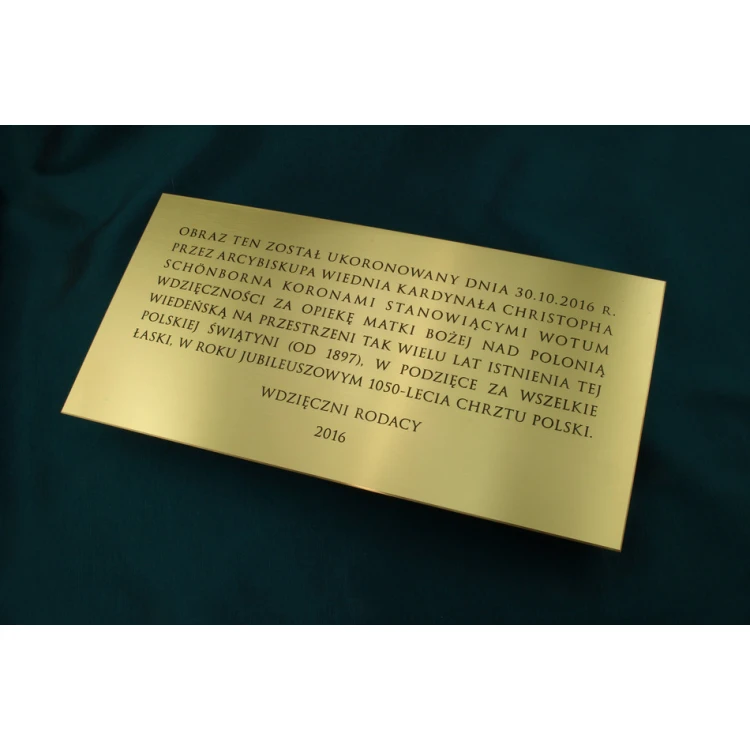 OBRAZ TEN ZOSTAŁ UKORONOWANY DNIA 30.10.2016 R.
PRZEZ ARCYBISKUPA WIEDNIA KARDYNAŁA CHRISTOPHA
SCHÖNBORNA KORONAMI STANOWIĄCYMI WOTUM
WDZIĘCZNOŚCI ZA OPIEKĘ MATKI BOŻEJ NAD POLONIĄ
WIEDEŃSKĄ NA PRZESTRZENI TAK WIELU LAT ISTNIENIA TEJ
POLSKIEJ ŚWIĄTYNI (OD 1897), W PODZIĘCE ZA WSZELKIE
ŁASKI, W ROKU JUBILEUSZOWYM 1050-LECIA CHRZTU POLSKI.
WDZIĘCZNI RODACY
2016